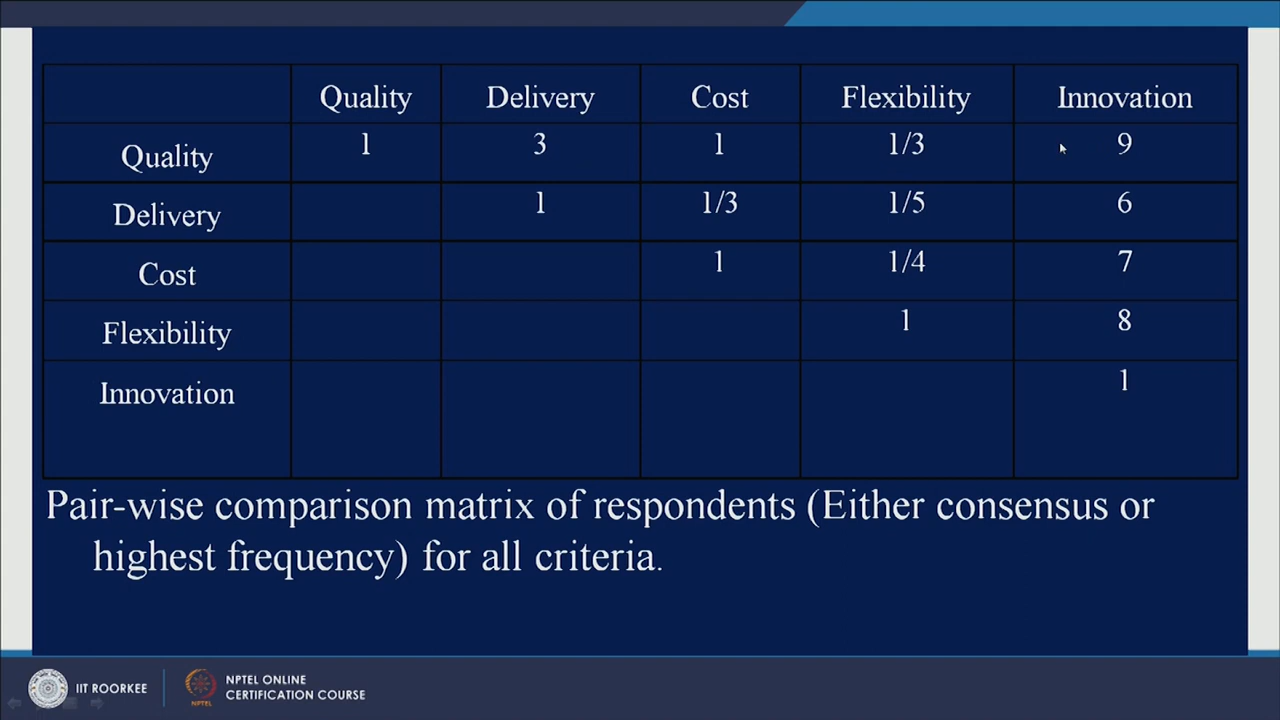 Quality Delivery Cost Flexibility Innovation
Quality 1 3 1 1/3 9
Delivery 1 1/3 1/5 6
Cost 1 1/4 7
Flexibility 1 8
Innovation 1
Pair-wise comparison matrix of respondents (Either consensus or
highest frequency) for all criteria.
IIT ROORKEE
NPTEL
NPTEL ONLINE
CERTIFICATION COURSE